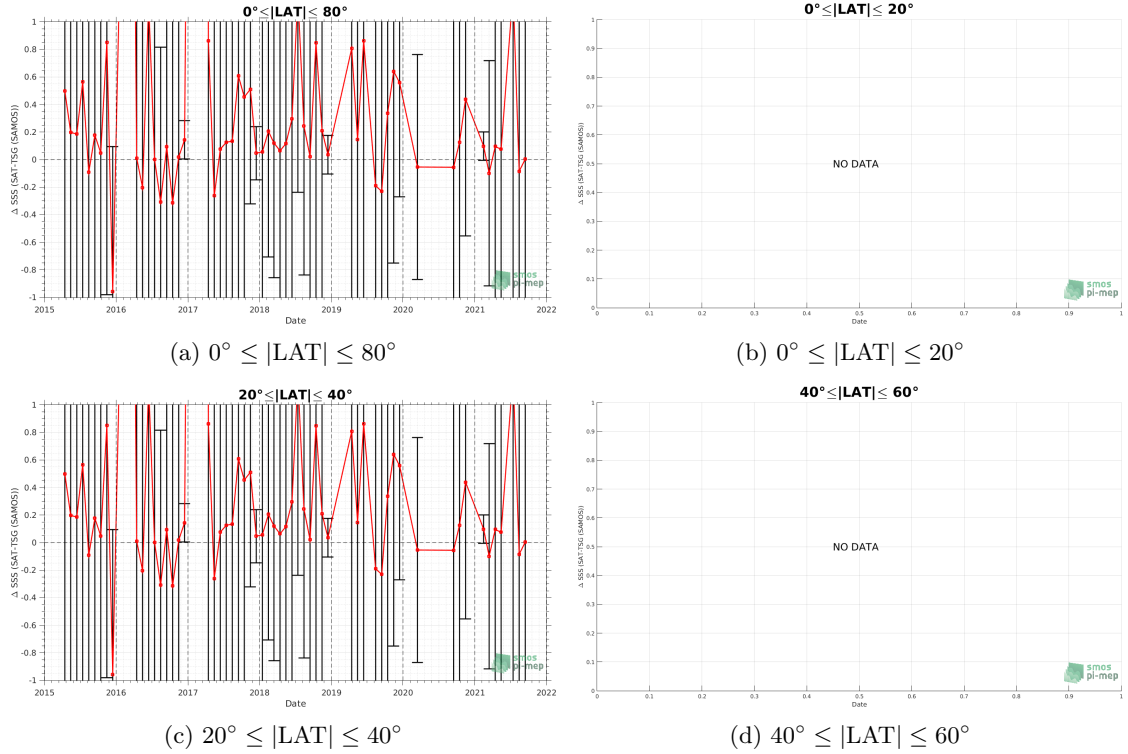 0°≤|LAT|≤ 80°
Δ SSS (SAT-TSG (SAMOS))
1
0.8
0.6
0.4
0.2
0
-0.2
-0.4
-0.6
-0.8
-1
2015 2016 2017 2018 2019 2020 2021 2022
Date
smos
pi-mep
(a) 0° ≤ |LAT| ≤ 80°
0°≤|LAT|≤ 20°
Δ SSS (SAT-TSG (SAMOS))
1
0.9
0.8
0.7
0.6
0.5
0.4
0.3
0.2
0.1
0
NO DATA
0 0.1 0.2 0.3 0.4 0.5 0.6 0.7 0.8 0.9 1
Date
smos
pi-mep
(b) 0° ≤ |LAT| ≤ 20°
20°≤|LAT|≤ 40°
Δ SSS (SAT-TSG (SAMOS))
1
0.8
0.6
0.4
0.2
0
-0.2
-0.4
-0.6
-0.8
-1
2015 2016 2017 2018 2019 2020 2021 2022
Date
smos
pi-mep
(c) 20° ≤ |LAT| ≤ 40°
40°≤|LAT|≤ 60°
Δ SSS (SAT-TSG (SAMOS))
1
0.9
0.8
0.7
0.6
0.5
0.4
0.3
0.2
0.1
0
NO DATA
0 0.1 0.2 0.3 0.4 0.5 0.6 0.7 0.8 0.9 1
Date
smos
pi-mep
(d) 40° ≤ |LAT| ≤ 60°